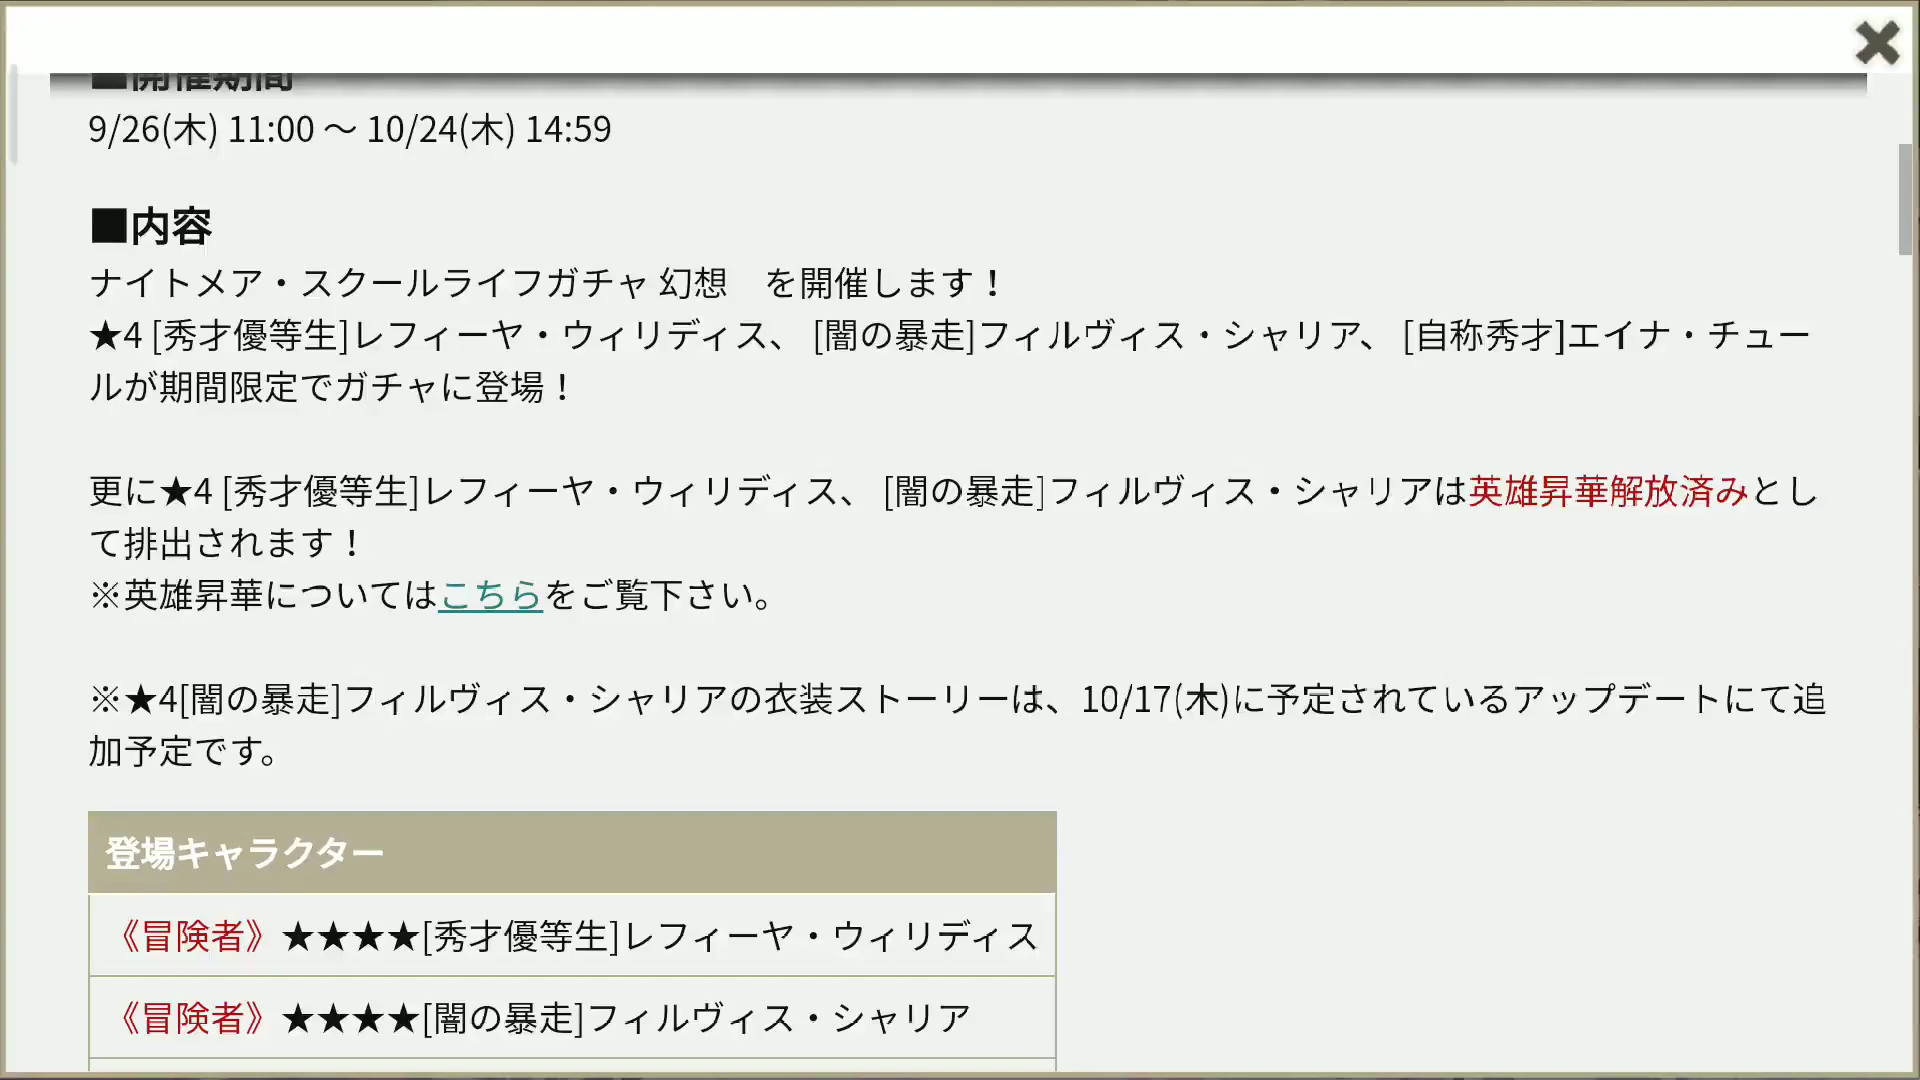 ■開催期間
9/26(木) 11:00 ～ 10/24(木) 14:59
■内容
ナイトメア・スクールライフガチャ 幻想　を開催します！
★4 [秀才優等生]レフィーヤ・ウィリディス、 [闇の暴走]フィルヴィス・シャリア、 [自称秀才]エイナ・チュー
ルが期間限定でガチャに登場！
更に★4 [秀才優等生]レフィーヤ・ウィリディス、 [闇の暴走]フィルヴィス・シャリアは英雄昇華解放済みとし
て排出されます！
※英雄昇華についてはこちらをご覧下さい。
※★4[闇の暴走]フィルヴィス・シャリアの衣装ストーリーは、10/17(木)に予定されているアップデートにて追
加予定です。
登場キャラクター
《冒険者》★★★★[秀才優等生]レフィーヤ・ウィリディス
《冒険者》★★★★[闇の暴走]フィルヴィス・シャリア